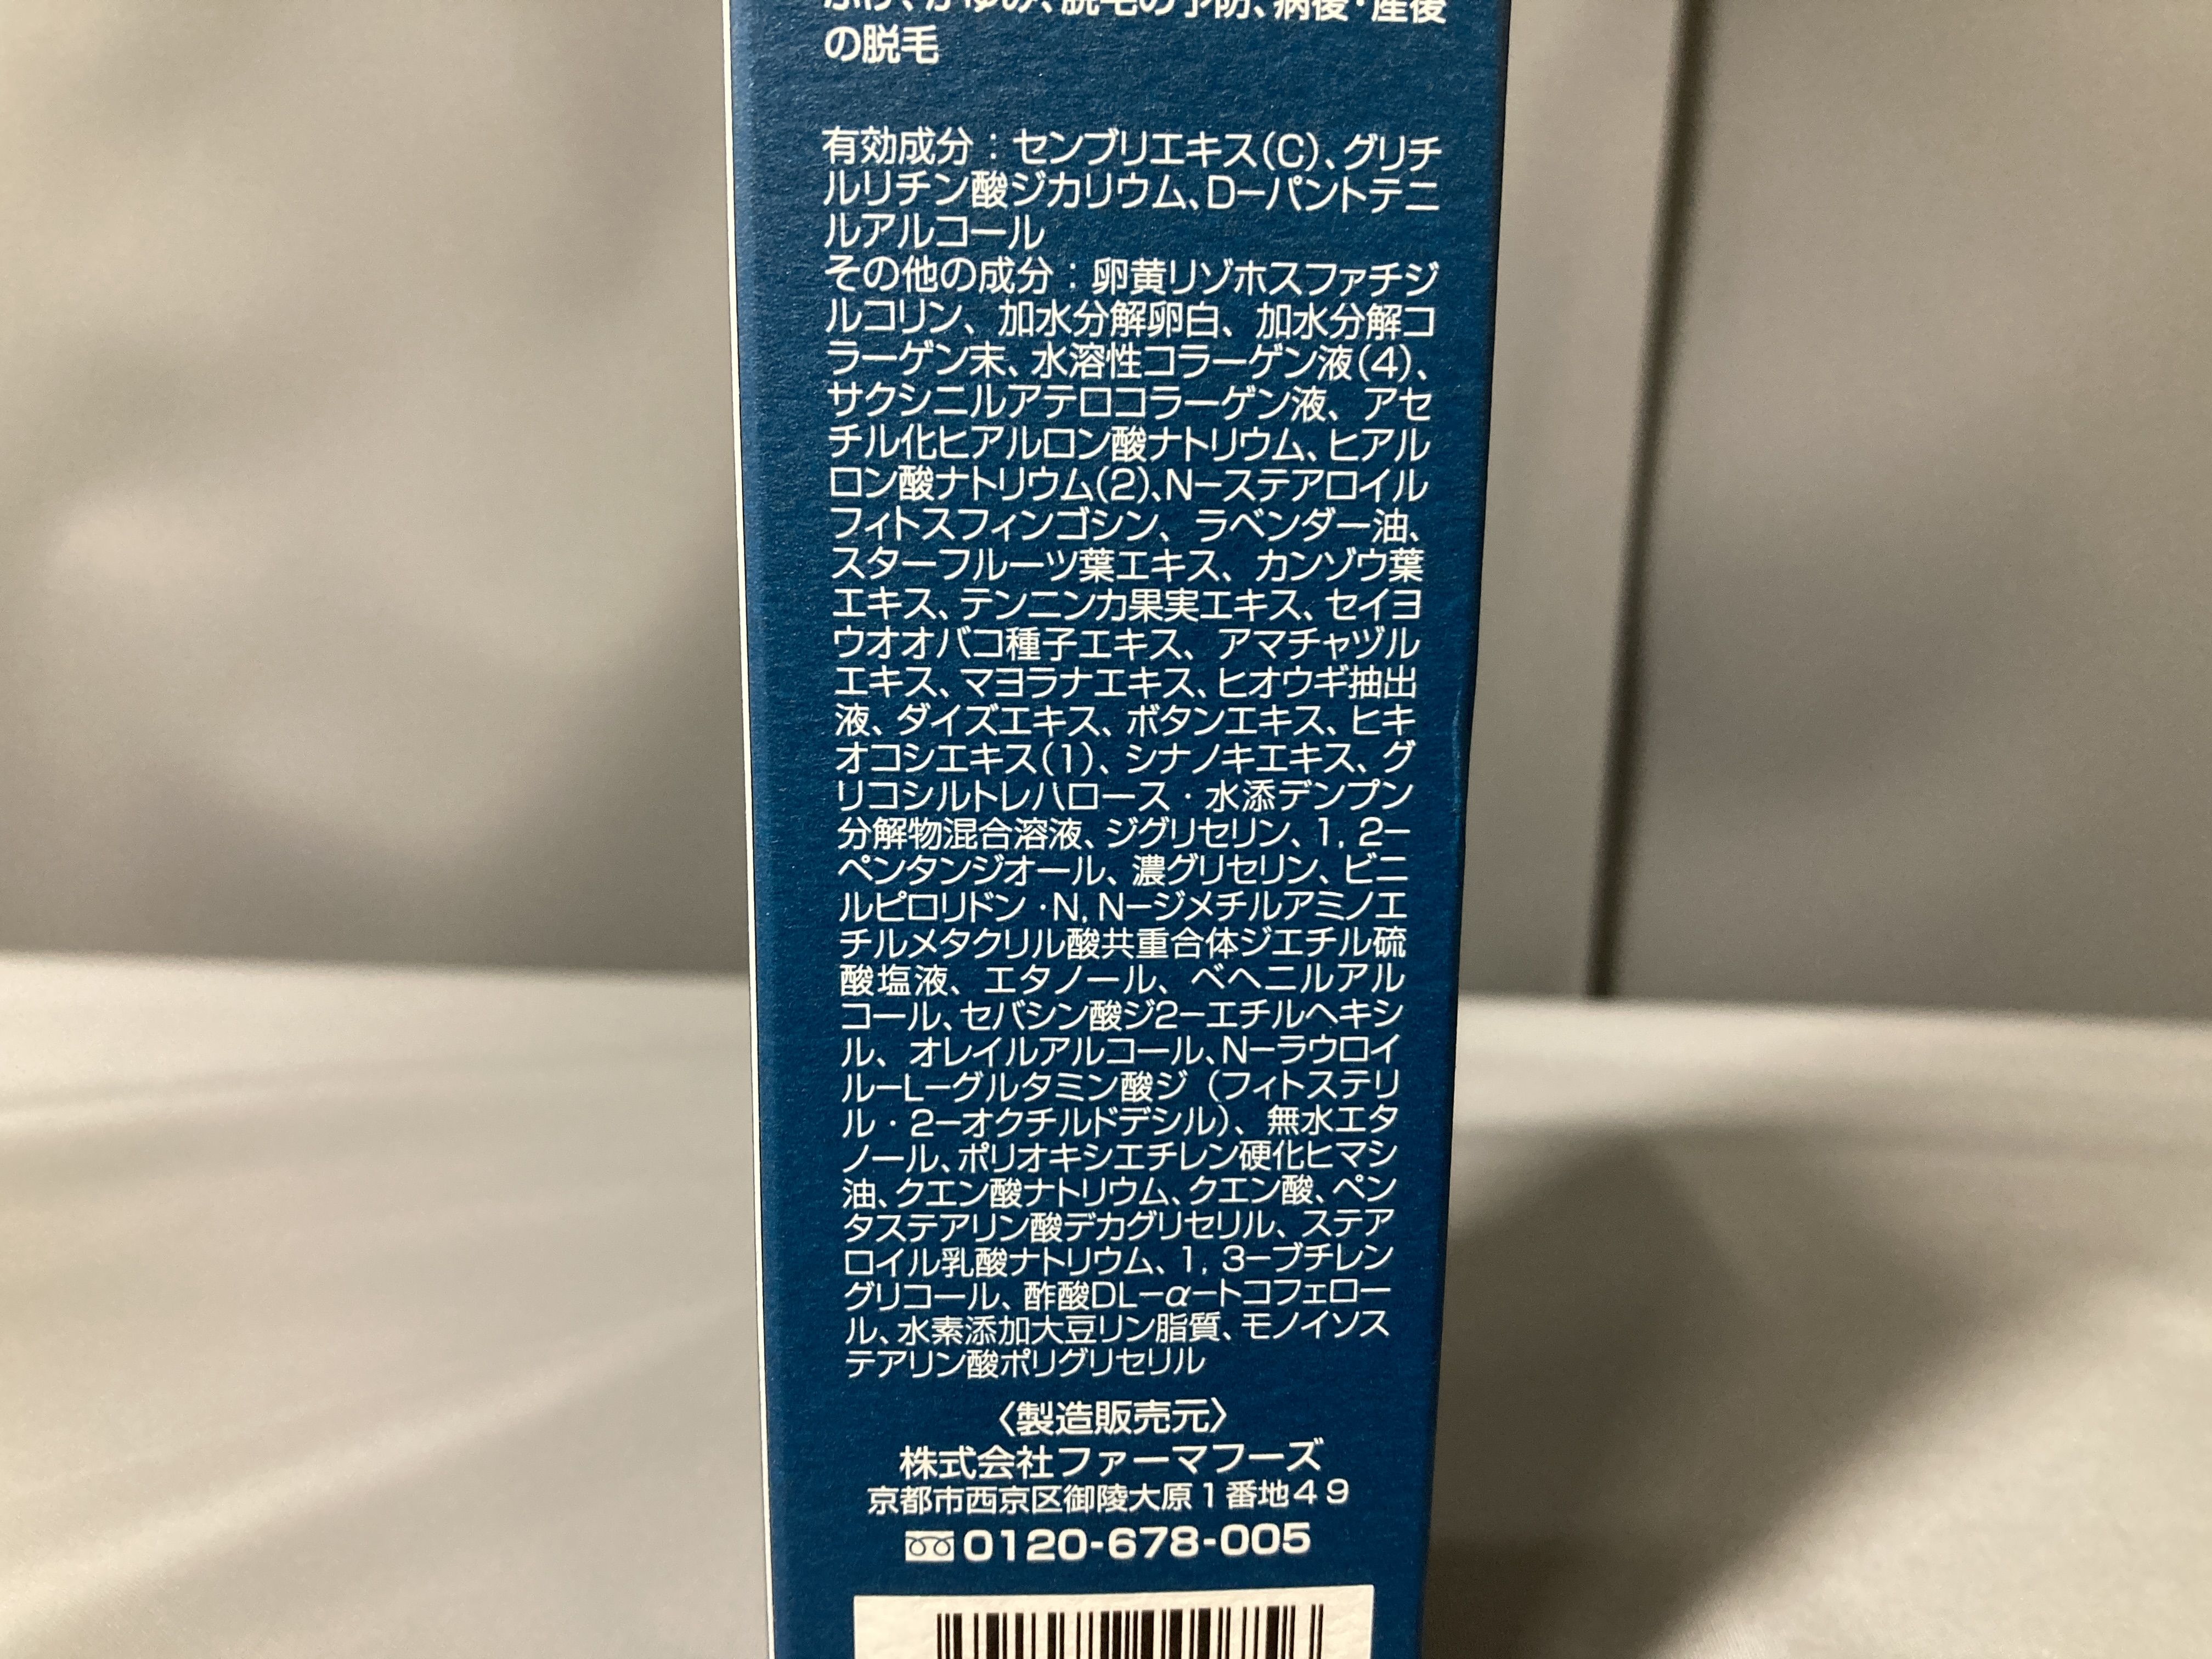 ふけ、かゆみ、脱毛の予防、病後・産後
の脱毛
有効成分：センブリエキス(C)、グリチ
ルリチン酸ジカリウム、D－パントテニ
ルアルコール
その他の成分：卵黄リゾホスファチジ
ルコリン、加水分解卵白、加水分解コ
ラーゲン末、水溶性コラーゲン液(4)、
サクシニルアテロコラーゲン液、アセ
チル化ヒアルロン酸ナトリウム、ヒアル
ロン酸ナトリウム(2)、N－ステアロイル
フィトスフィンゴシン、ラベンダー油、
スターフルーツ葉エキス、カンゾウ葉
エキス、テンニンカ果実エキス、セイヨ
ウオオバコ種子エキス、アマチャヅル
エキス、マヨラナエキス、ヒオウギ抽出
液、ダイズエキス、ボタンエキス、ヒキ
オコシエキス(1)、シナノキエキス、グ
リコシルトレハロース・水添デンプン
分解物混合溶液、ジグリセリン、1, 2－
ペンタンジオール、濃グリセリン、ビニ
ルピロリドン・N, N－ジメチルアミノエ
チルメタクリル酸共重合体ジエチル硫
酸塩液、エタノール、ベヘニルアル
コール、セバシン酸ジ2－エチルヘキシ
ル、オレイルアルコール、N－ラウロイ
ル－L－グルタミン酸ジ（フィトステリ
ル・2－オクチルドデシル）、無水エタ
ノール、ポリオキシエチレン硬化ヒマシ
油、クエン酸ナトリウム、クエン酸、ペン
タステアリン酸デカグリセリル、ステア
ロイル乳酸ナトリウム、1, 3－ブチレン
グリコール、酢酸DL－α－トコフェロー
ル、水素添加大豆リン脂質、モノイソス
テアリン酸ポリグリセリル
〈製造販売元〉
株式会社ファーマフーズ
京都市西京区御陵大原1番地49
0120-678-005